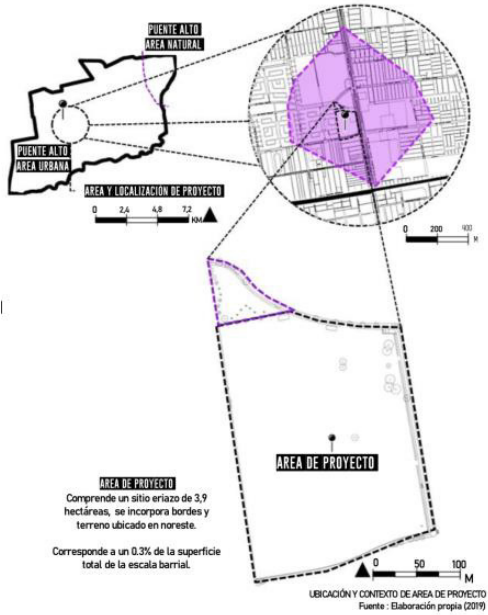 PUENTE ALTO
AREA NATURAL
PUENTE ALTO
AREA URBANA
AREA Y LOCALIZACIÓN DE PROYECTO
0 2,4 4,8 7,2
KM
0 200 400
M
AREA DE PROYECTO
AREA DE PROYECTO
Comprende un sitio eriazo de 3,9
hectáreas, se incorpora bordes y
terreno ubicado en noreste.
Corresponde a un 0.3% de la superficie
total de la escala barrial.
0 50 100
M
UBICACIÓN Y CONTEXTO DE AREA DE PROYECTO
Fuente : Elaboración propia (2019)